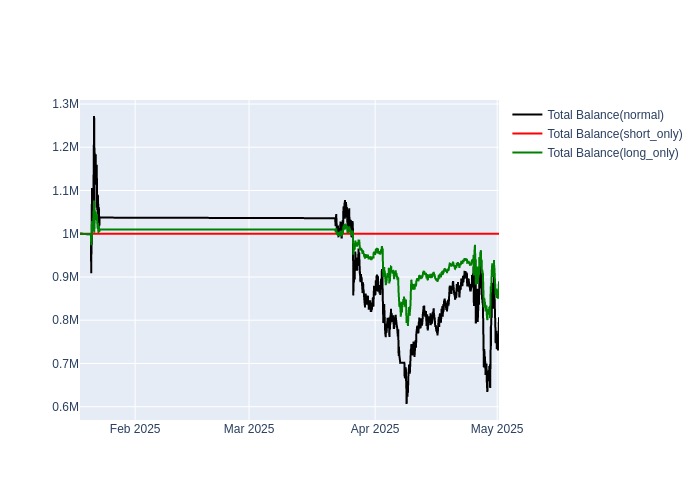 1.3M
1.2M
1.1M
1M
0.9M
0.8M
0.7M
0.6M
Feb 2025
Mar 2025
Apr 2025
May 2025
Total Balance(normal)
Total Balance(short_only)
Total Balance(long_only)